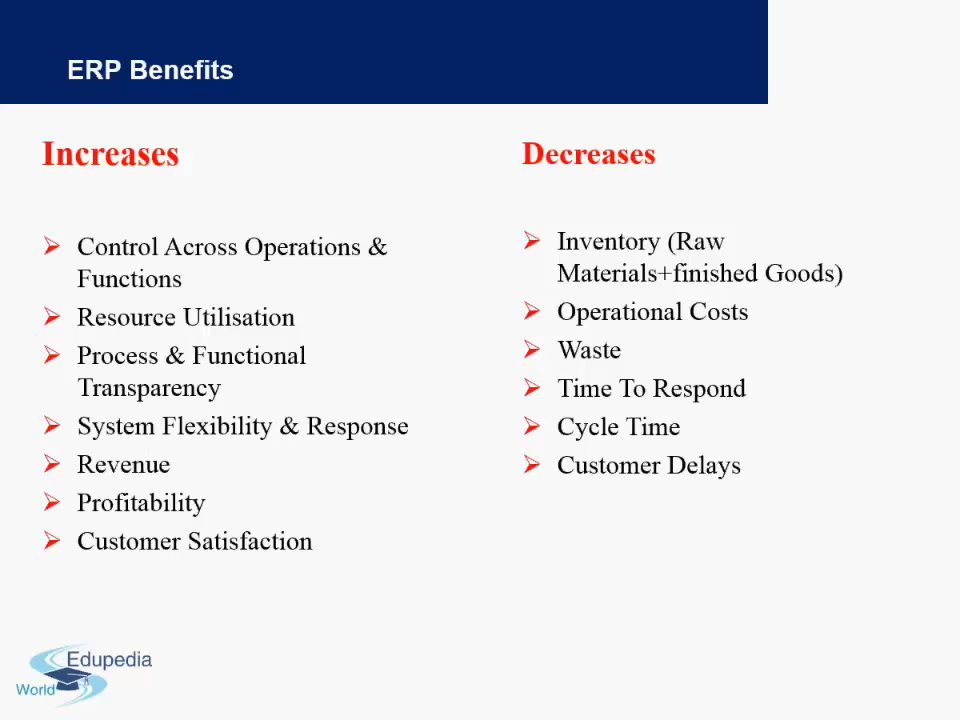 ERP Benefits
Increases
Control Across Operations &
Functions
Resource Utilisation
Process & Functional
Transparency
System Flexibility & Response
Revenue
Profitability
Customer Satisfaction
Decreases
Inventory (Raw
Materials+finished Goods)
Operational Costs
Waste
Time To Respond
Cycle Time
Customer Delays
Edupedia
World